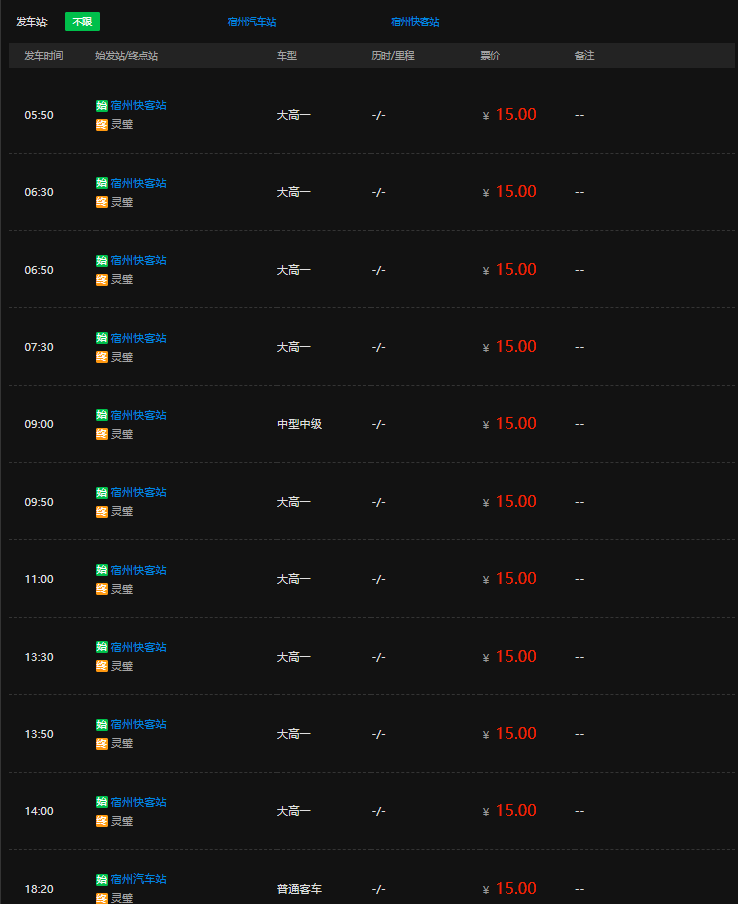 发车站: 不限 宿州汽车站 宿州快客站
发车时间 始发站/终点站 车型 历时/里程 票价 备注
始 宿州快客站
05:50 大高一 -/- ¥ 15.00 --
终 灵璧
始 宿州快客站
06:30 大高一 -/- ¥ 15.00 --
终 灵璧
始 宿州快客站
06:50 大高一 -/- ¥ 15.00 --
终 灵璧
始 宿州快客站
07:30 大高一 -/- ¥ 15.00 --
终 灵璧
始 宿州快客站
09:00 中型中级 -/- ¥ 15.00 --
终 灵璧
始 宿州快客站
09:50 大高一 -/- ¥ 15.00 --
终 灵璧
始 宿州快客站
11:00 大高一 -/- ¥ 15.00 --
终 灵璧
始 宿州快客站
13:30 大高一 -/- ¥ 15.00 --
终 灵璧
始 宿州快客站
13:50 大高一 -/- ¥ 15.00 --
终 灵璧
始 宿州快客站
14:00 大高一 -/- ¥ 15.00 --
终 灵璧
始 宿州汽车站
18:20 普通客车 -/- ¥ 15.00 --
终 灵璧